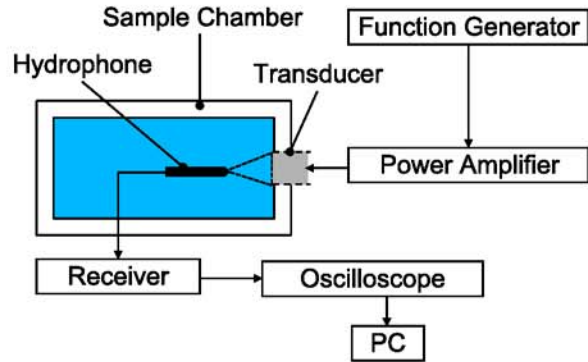 Sample Chamber
Function Generator
Hydrophone
Transducer
Power Amplifier
Receiver
Oscilloscope
PC